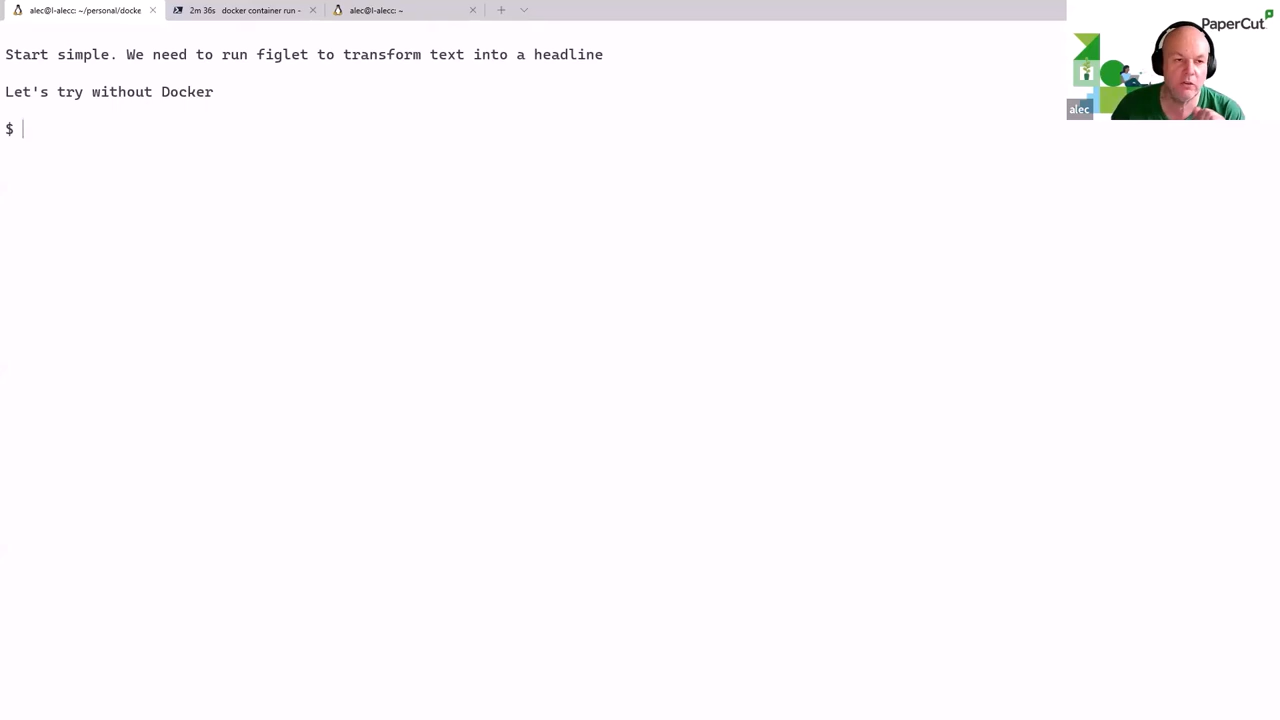 alec@l-alecc: ~/personal/docke
2m 36s docker container run -
alec@l-alecc: ~
PaperCut
Start simple. We need to run figlet to transform text into a headline
Let's try without Docker
$
alec